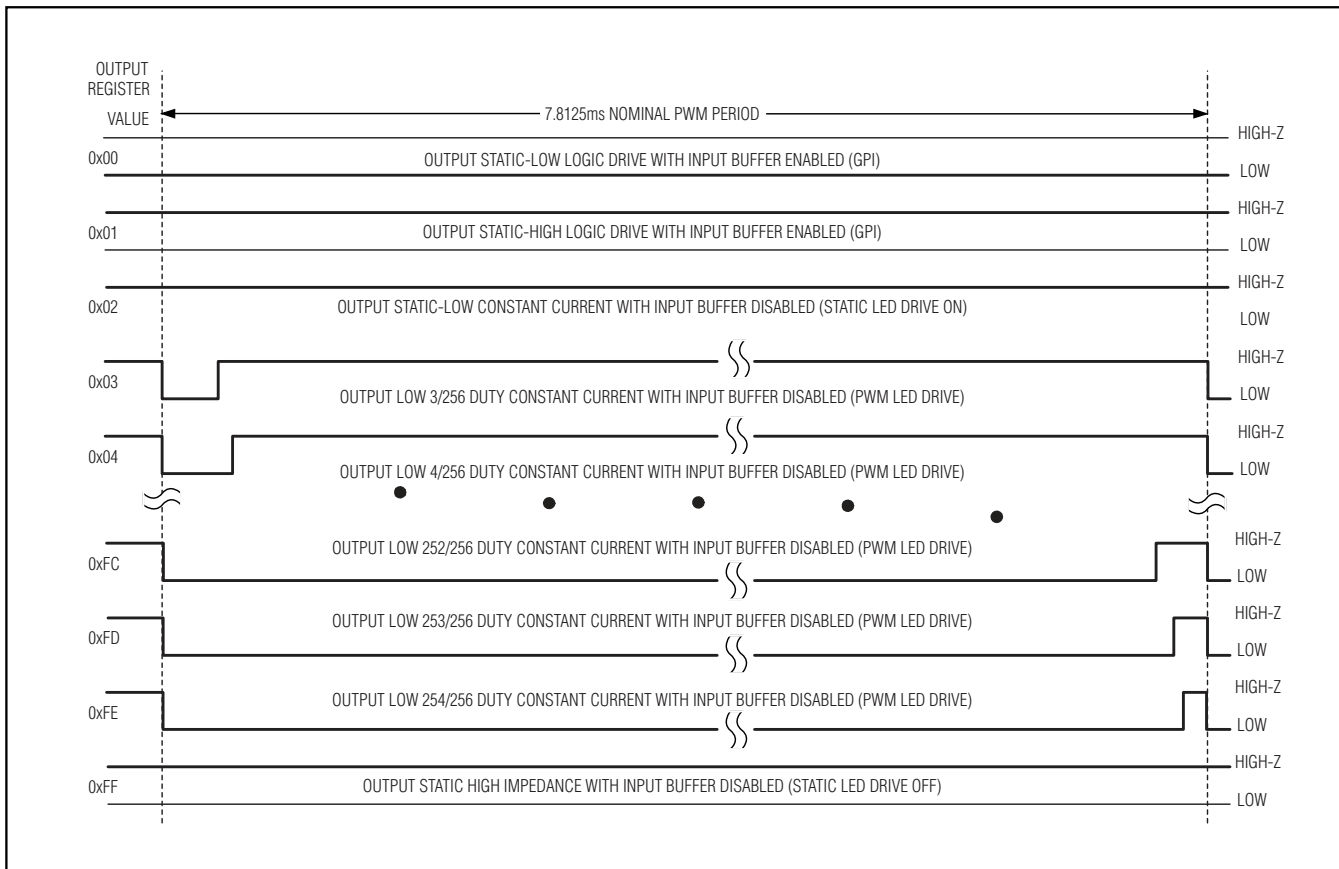 OUTPUT
REGISTER
VALUE
7.8125ms NOMINAL PWM PERIOD
HIGH-Z
0x00
OUTPUT STATIC-LOW LOGIC DRIVE WITH INPUT BUFFER ENABLED (GPI)
LOW
HIGH-Z
0x01
OUTPUT STATIC-HIGH LOGIC DRIVE WITH INPUT BUFFER ENABLED (GPI)
LOW
HIGH-Z
0x02
OUTPUT STATIC-LOW CONSTANT CURRENT WITH INPUT BUFFER DISABLED (STATIC LED DRIVE ON)
LOW
HIGH-Z
0x03
OUTPUT LOW 3/256 DUTY CONSTANT CURRENT WITH INPUT BUFFER DISABLED (PWM LED DRIVE)
LOW
HIGH-Z
0x04
OUTPUT LOW 4/256 DUTY CONSTANT CURRENT WITH INPUT BUFFER DISABLED (PWM LED DRIVE)
LOW
HIGH-Z
0xFC
OUTPUT LOW 252/256 DUTY CONSTANT CURRENT WITH INPUT BUFFER DISABLED (PWM LED DRIVE)
LOW
HIGH-Z
0xFD
OUTPUT LOW 253/256 DUTY CONSTANT CURRENT WITH INPUT BUFFER DISABLED (PWM LED DRIVE)
LOW
HIGH-Z
0xFE
OUTPUT LOW 254/256 DUTY CONSTANT CURRENT WITH INPUT BUFFER DISABLED (PWM LED DRIVE)
LOW
HIGH-Z
0xFF
OUTPUT STATIC HIGH IMPEDANCE WITH INPUT BUFFER DISABLED (STATIC LED DRIVE OFF)
LOW